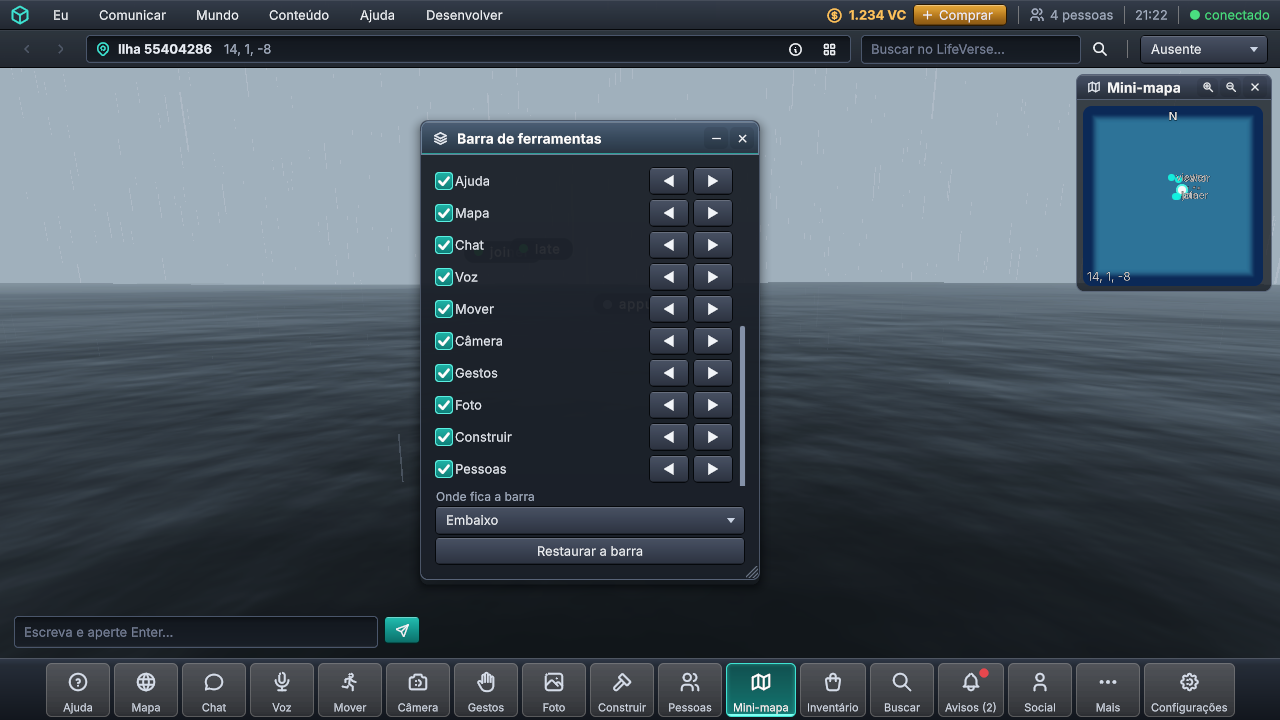 Eu Comunicar Mundo Conteúdo Ajuda Desenvolver 1.234 VC + Comprar 4 pessoas 21:22 conectado
Ilha 55404286 14, 1, -8 Buscar no LifeVerse... Ausente
Mini-mapa
N
14, 1, -8
Barra de ferramentas
Ajuda
Mapa
Chat
Voz
Mover
Câmera
Gestos
Foto
Construir
Pessoas
Onde fica a barra
Embaixo
Restaurar a barra
Escreva e aperte Enter...
Ajuda Mapa Chat Voz Mover Câmera Gestos Foto Construir Pessoas Mini-mapa Inventário Buscar Avisos (2) Social Mais Configurações